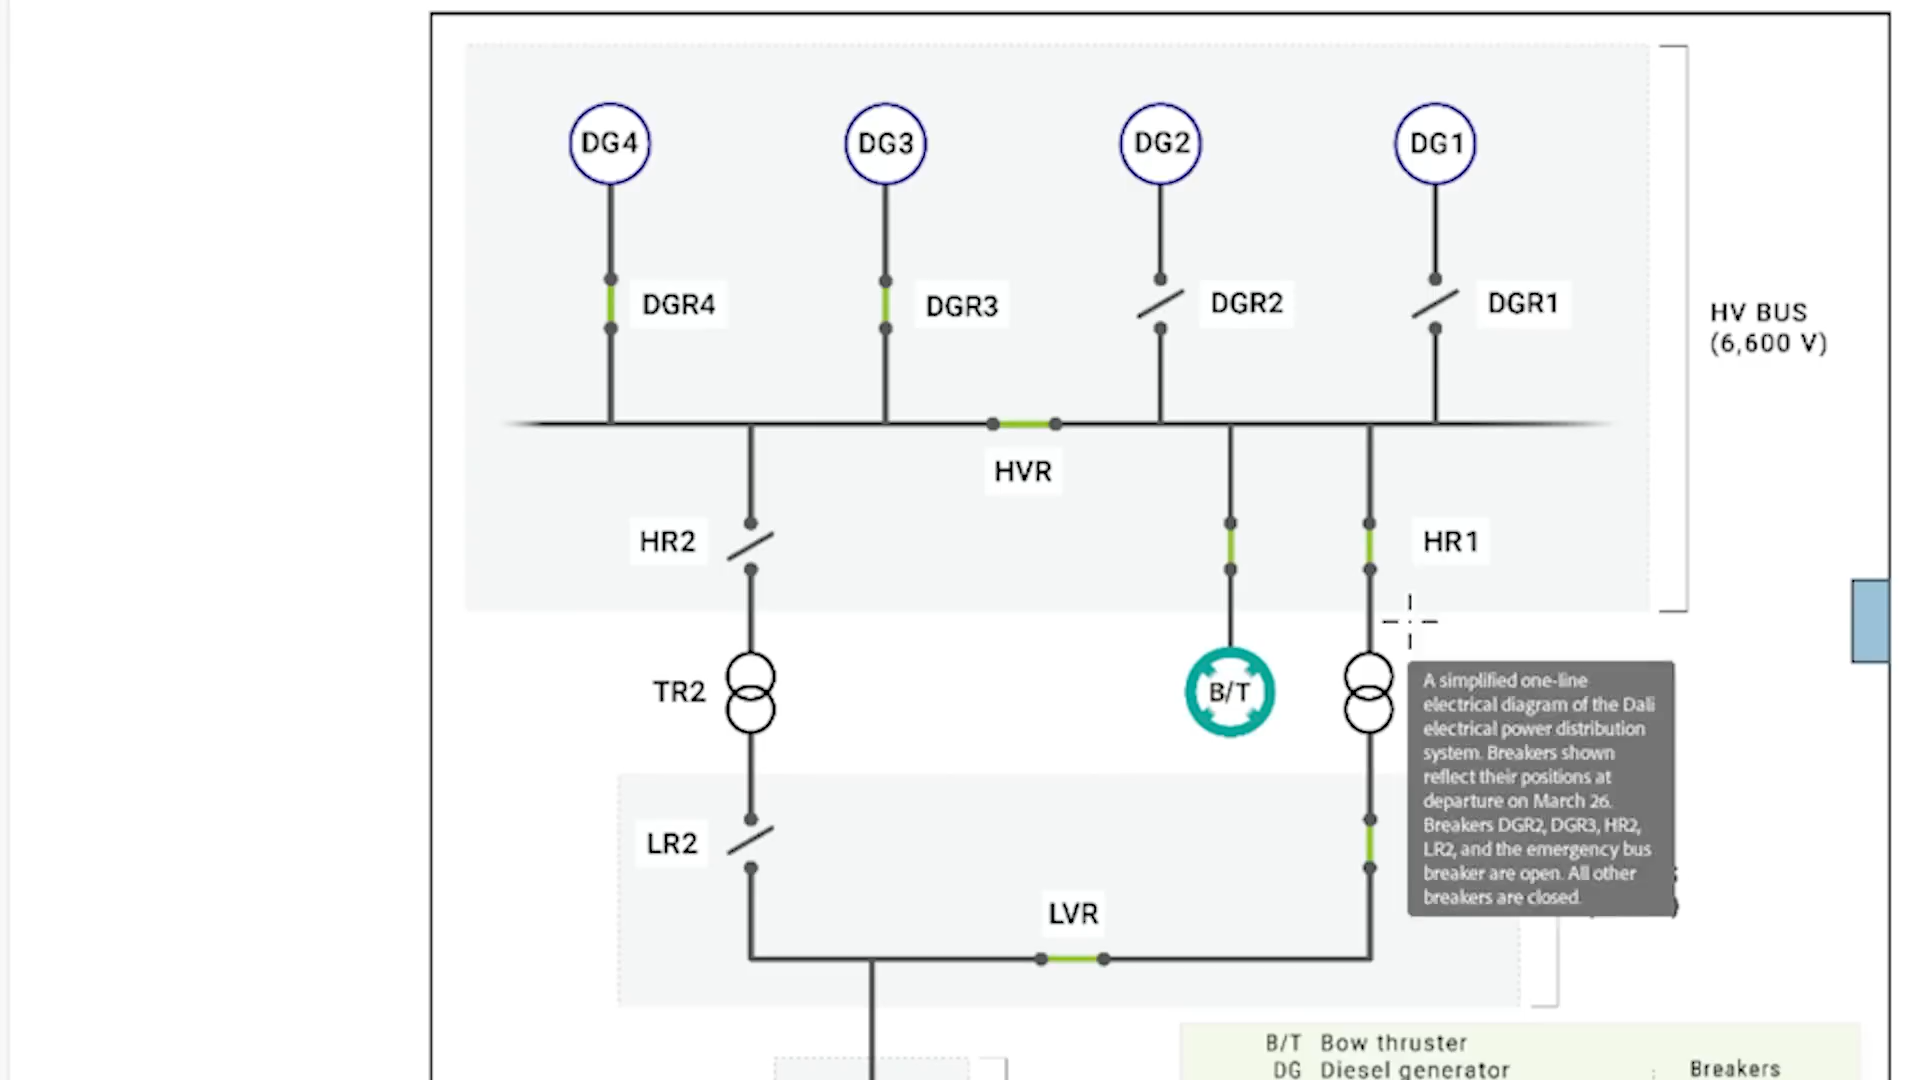 DG4
DG3
DG2
DG1
DGR4
DGR3
DGR2
DGR1
HV BUS
(6,600 V)
HVR
HR2
HR1
TR2
B/T
A simplified one-line
electrical diagram of the Dali
electrical power distribution
system. Breakers shown
reflect their positions at
departure on March 26.
Breakers DGR2, DGR3, HR2,
LR2, and the emergency bus
breaker are open. All other
breakers are closed.
LR2
LVR
B/T Bow thruster
DG Diesel generator
Breakers